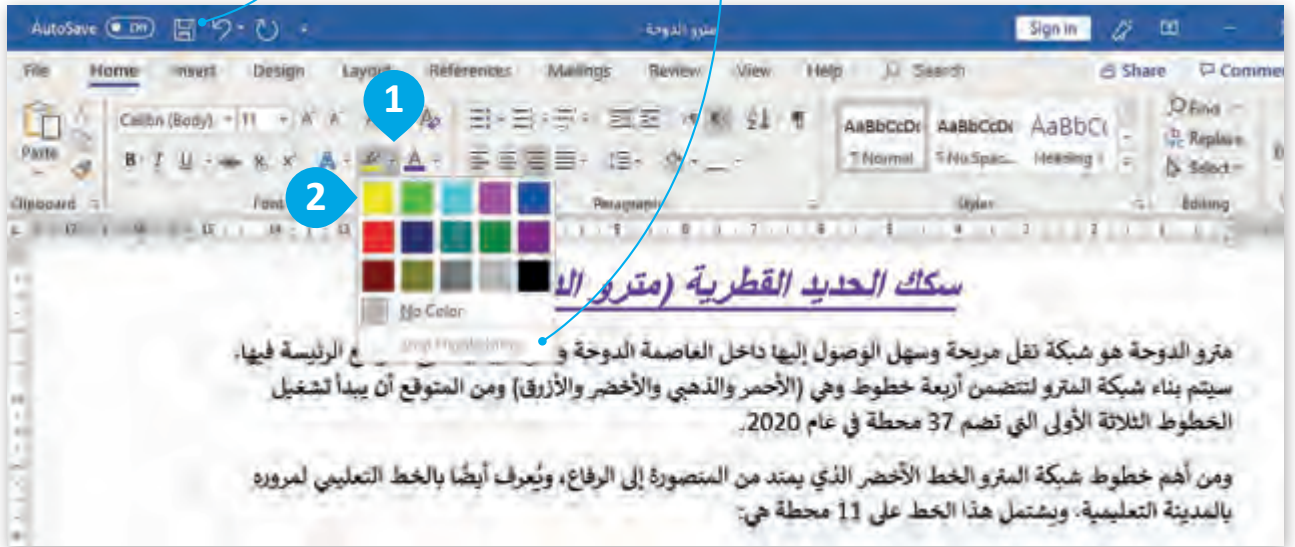 AutoSave On
مترو الدوحة
Sign in
File Home Insert Design Layout References Mailings Review View Help Search Share
Calibri (Body) 11
Find
Replace
Select
Paste
B I U
AaBbCcDc AaBbCcDc AaBbCc
Normal No Spac... Heading 1
Clipboard Font Paragraph Styles Editing
1
2
سكك الحديد القطرية (مترو
No Color
Stop Highlighting
مترو الدوحة هو شبكة نقل مريحة وسهل الوصول إليها داخل العاصمة الدوحة الرئيسة فيها.
سيتم بناء شبكة المترو لتتضمن أربعة خطوط وهي (الأحمر والذهبي والأخضر والأزرق) ومن المتوقع أن يبدأ تشغيل
الخطوط الثلاثة الأولى التي تضم 37 محطة في عام 2020.
ومن أهم خطوط شبكة المترو الخط الأخضر الذي يمتد من المنصورة إلى الرفاع، ويُعرف أيضًا بالخط التعليمي لمروره
بالمدينة التعليمية. ويشتمل هذا الخط على 11 محطة هي: